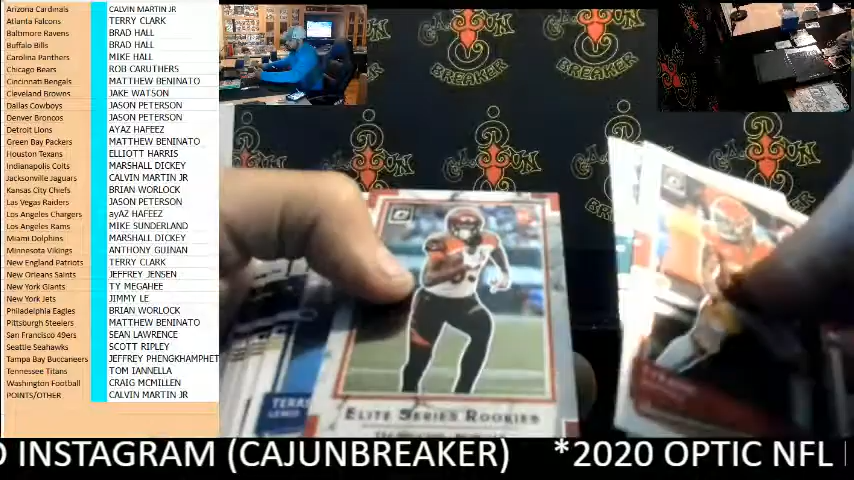 Arizona Cardinals CALVIN MARTIN JR
Atlanta Falcons TERRY CLARK
Baltimore Ravens BRAD HALL
Buffalo Bills BRAD HALL
Carolina Panthers MIKE HALL
Chicago Bears ROB CARUTHERS
Cincinnati Bengals MATTHEW BENINATO
Cleveland Browns JAKE WATSON
Dallas Cowboys JASON PETERSON
Denver Broncos JASON PETERSON
Detroit Lions AYAZ HAFEEZ
Green Bay Packers MATTHEW BENINATO
Houston Texans ELLIOTT HARRIS
Indianapolis Colts MARSHALL DICKEY
Jacksonville Jaguars CALVIN MARTIN JR
Kansas City Chiefs BRIAN WORLOCK
Las Vegas Raiders JASON PETERSON
Los Angeles Chargers ayAZ HAFEEZ
Los Angeles Rams MIKE SUNDERLAND
Miami Dolphins MARSHALL DICKEY
Minnesota Vikings ANTHONY GUINAN
New England Patriots TERRY CLARK
New Orleans Saints JEFFREY JENSEN
New York Giants TY MEGAHEE
New York Jets JIMMY LE
Philadelphia Eagles BRIAN WORLOCK
Pittsburgh Steelers MATTHEW BENINATO
San Francisco 49ers SEAN LAWRENCE
Seattle Seahawks SCOTT RIPLEY
Tampa Bay Buccaneers JEFFREY PHENGKHAMPHET
Tennessee Titans TOM IANNELLA
Washington Football CRAIG MCMILLEN
POINTS/OTHER CALVIN MARTIN JR
CAJUN
BREAKER
ELITE SERIES ROOKIES
INSTAGRAM (CAJUNBREAKER) *2020 OPTIC NFL